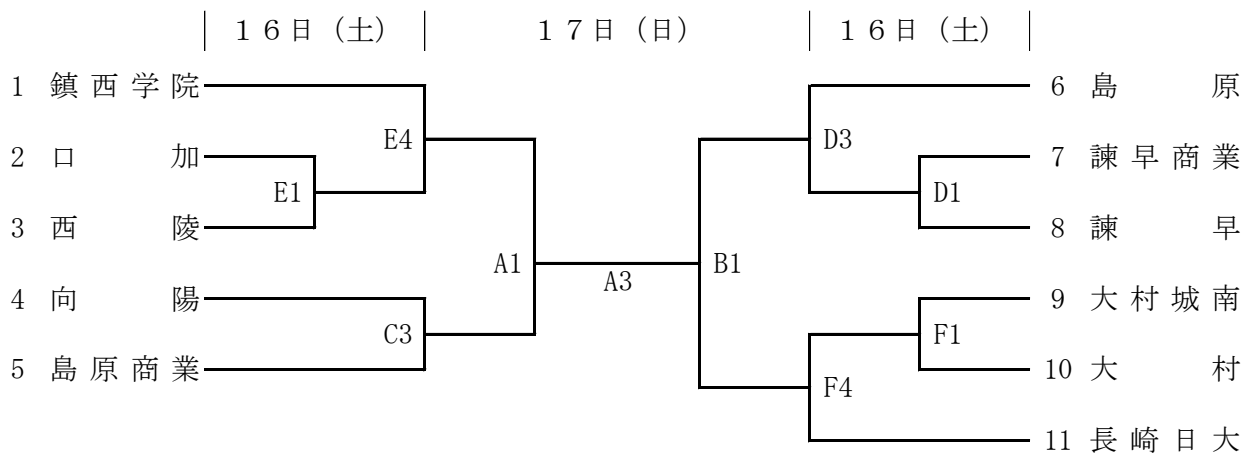 16日(土) 17日(日) 16日(土)
1 鎮西学院 6 島原
E4 D3
2 口加 7 諫早商業
E1 D1
3 西陵 8 諫早
A1 A3 B1
4 向陽 9 大村城南
C3 F1
5 島原商業 10 大村
F4
11 長崎日大